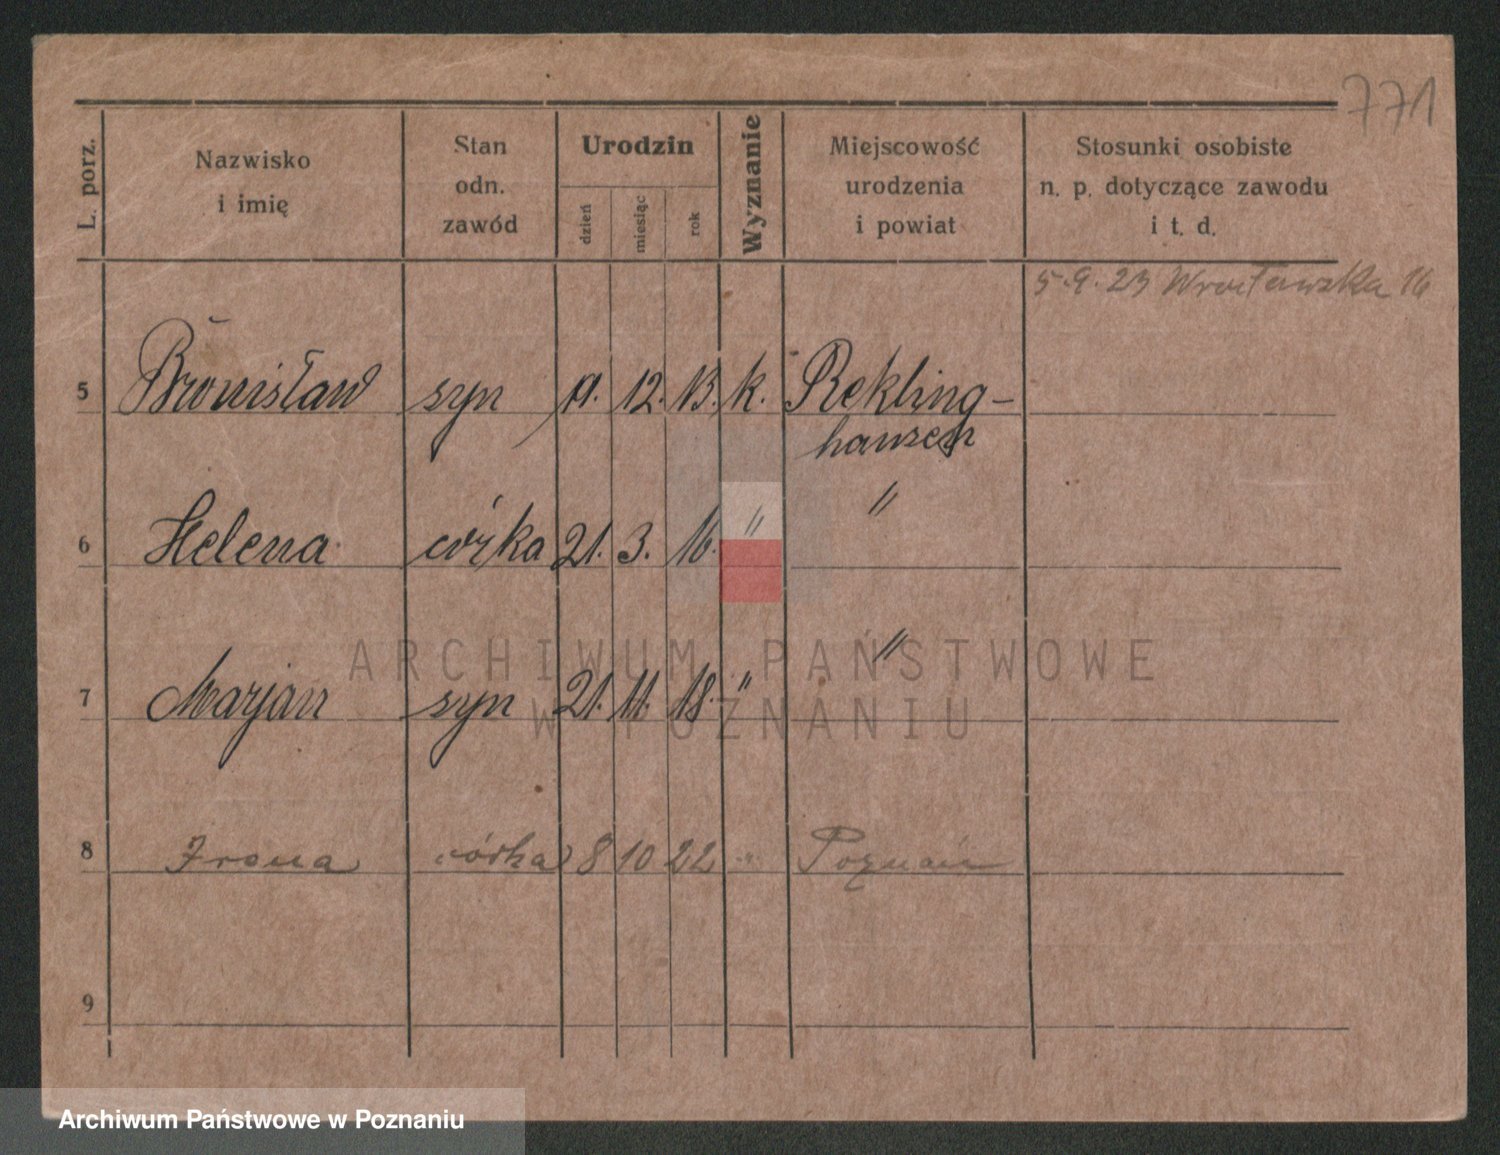 771
L. porz.
Nazwisko
i imię
Stan
odn.
zawód
Urodzin
dzień
miesiąc
rok
Wyznanie
Miejscowość
urodzenia
i powiat
Stosunki osobiste
n. p. dotyczące zawodu
i t. d.
5.9.23 Wrocławska 16
5 Bronisław syn 9. 12. 13. k. Rekling-
hausen
6 Helena córka 21. 3. 16. " "
7 Marjan syn 21. 11. 18. " "
8 Irena córka 8 10 22 " Poznań
9
ARCHIWUM PAŃSTWOWE
W POZNANIU
Archiwum Państwowe w Poznaniu